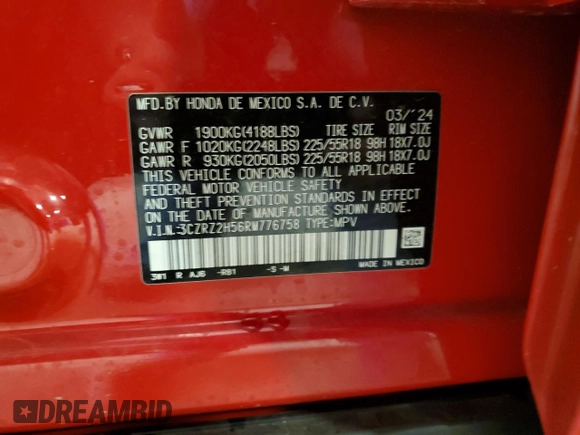 MFD.BY HONDA DE MEXICO S.A. DE C.V.
03/'24
GVWR 1900KG(4188LBS) TIRE SIZE RIM SIZE
GAWR F 1020KG(2248LBS) 225/55R18 98H 18X7.0J
GAWR R 930KG(2050LBS) 225/55R18 98H 18X7.0J
THIS VEHICLE CONFORMS TO ALL APPLICABLE
FEDERAL MOTOR VEHICLE SAFETY
AND THEFT PREVENTION STANDARDS IN
EFFECT ON THE DATE OF MANUFACTURE SHOWN ABOVE.
V.I.N.:3CZRZ2H56RM776758 TYPE:MPV
3W1 R AJ6 -RB1 -S -M MADE IN MEXICO
DREAMBID